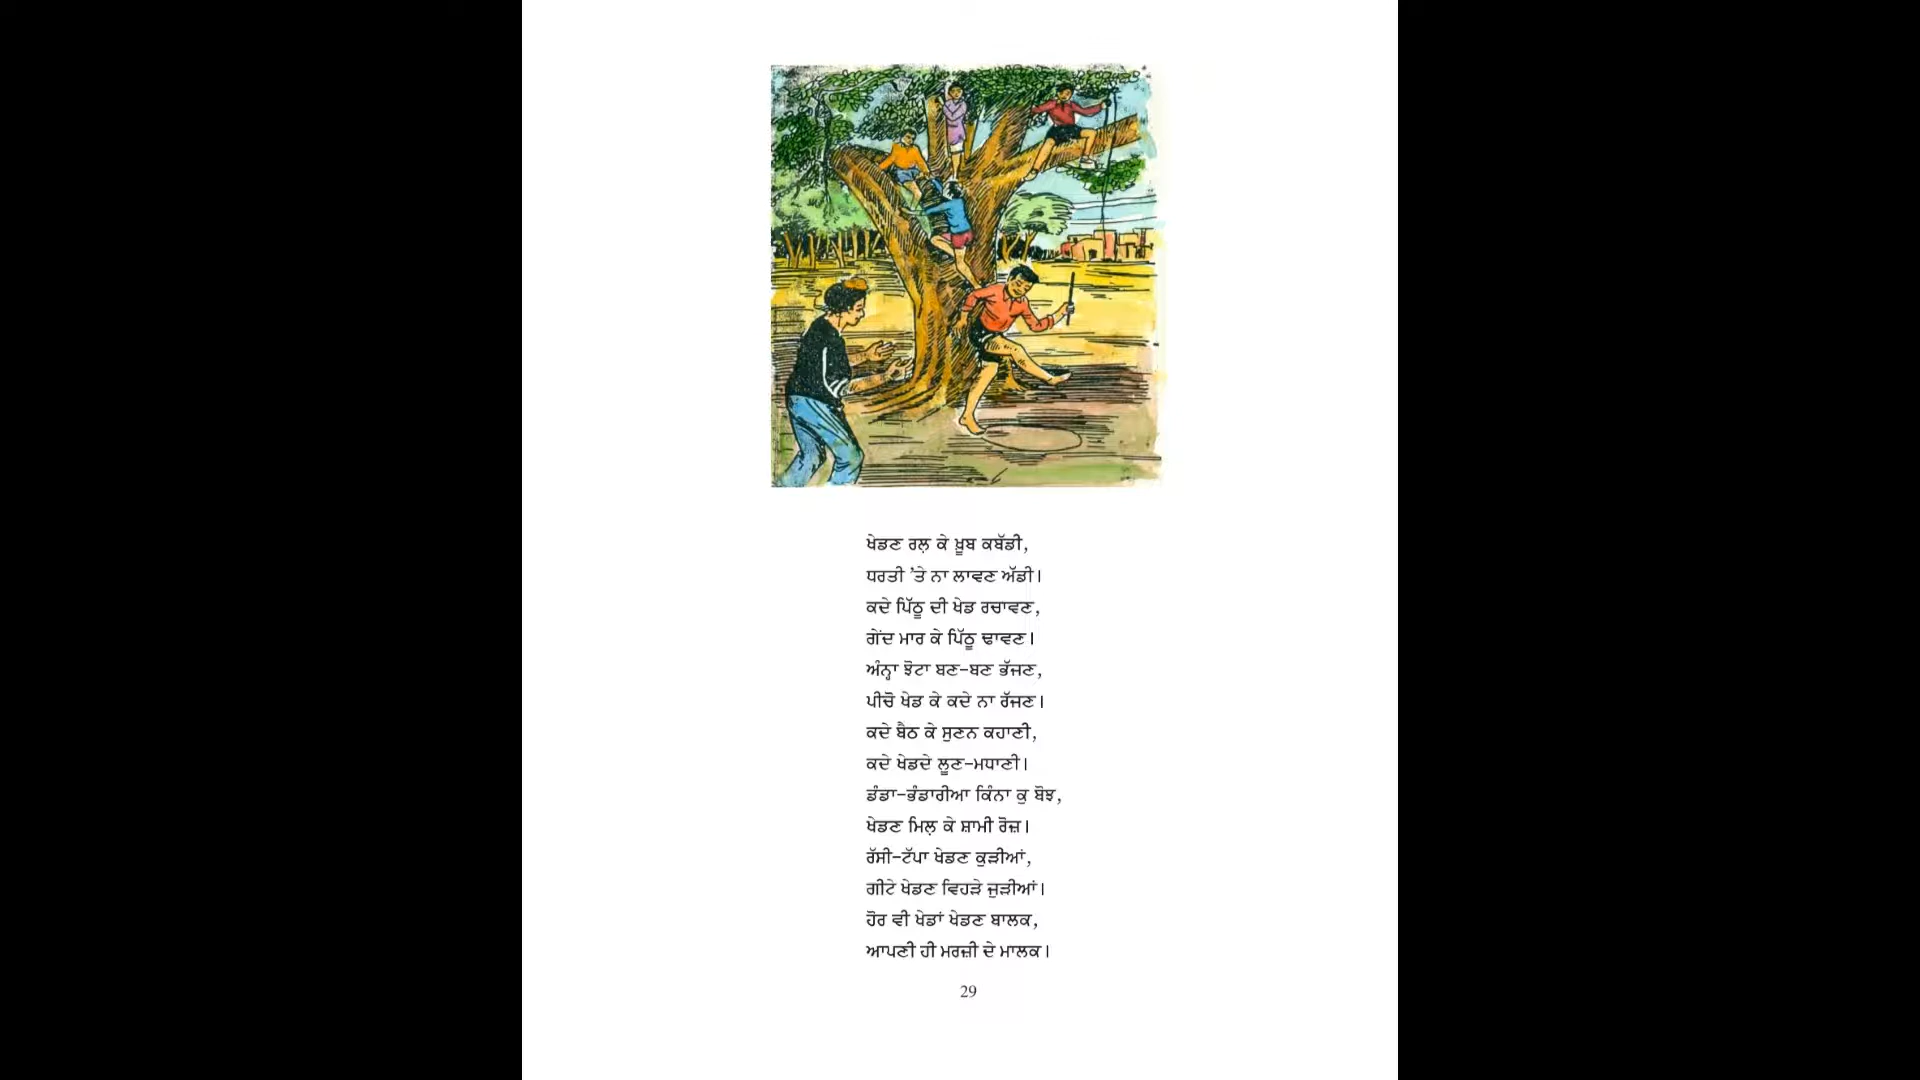 ਖੇਡਣ ਰਲ਼ ਕੇ ਖ਼ੂਬ ਕਬੱਡੀ,
ਧਰਤੀ 'ਤੇ ਨਾ ਲਾਵਣ ਅੱਡੀ।
ਕਦੇ ਪਿੱਠੂ ਦੀ ਖੇਡ ਰਚਾਵਣ,
ਗੇਂਦ ਮਾਰ ਕੇ ਪਿੱਠੂ ਢਾਵਣ।
ਅੰਨ੍ਹਾ ਝੋਟਾ ਬਣ-ਬਣ ਭੱਜਣ,
ਪੀਚੋ ਖੇਡ ਕੇ ਕਦੇ ਨਾ ਰੱਜਣ।
ਕਦੇ ਬੈਠ ਕੇ ਸੁਣਨ ਕਹਾਣੀ,
ਕਦੇ ਖੇਡਦੇ ਲੂਣ-ਮਧਾਣੀ।
ਡੰਡਾ-ਭੰਡਾਰੀਆ ਕਿੰਨਾ ਕੁ ਬੋਝ,
ਖੇਡਣ ਮਿਲ਼ ਕੇ ਸ਼ਾਮੀ ਰੋਜ਼।
ਰੱਸੀ-ਟੱਪਾ ਖੇਡਣ ਕੁੜੀਆਂ,
ਗੀਟੇ ਖੇਡਣ ਵਿਹੜੇ ਜੁੜੀਆਂ।
ਹੋਰ ਵੀ ਖੇਡਾਂ ਖੇਡਣ ਬਾਲਕ,
ਆਪਣੀ ਹੀ ਮਰਜ਼ੀ ਦੇ ਮਾਲਕ।
29